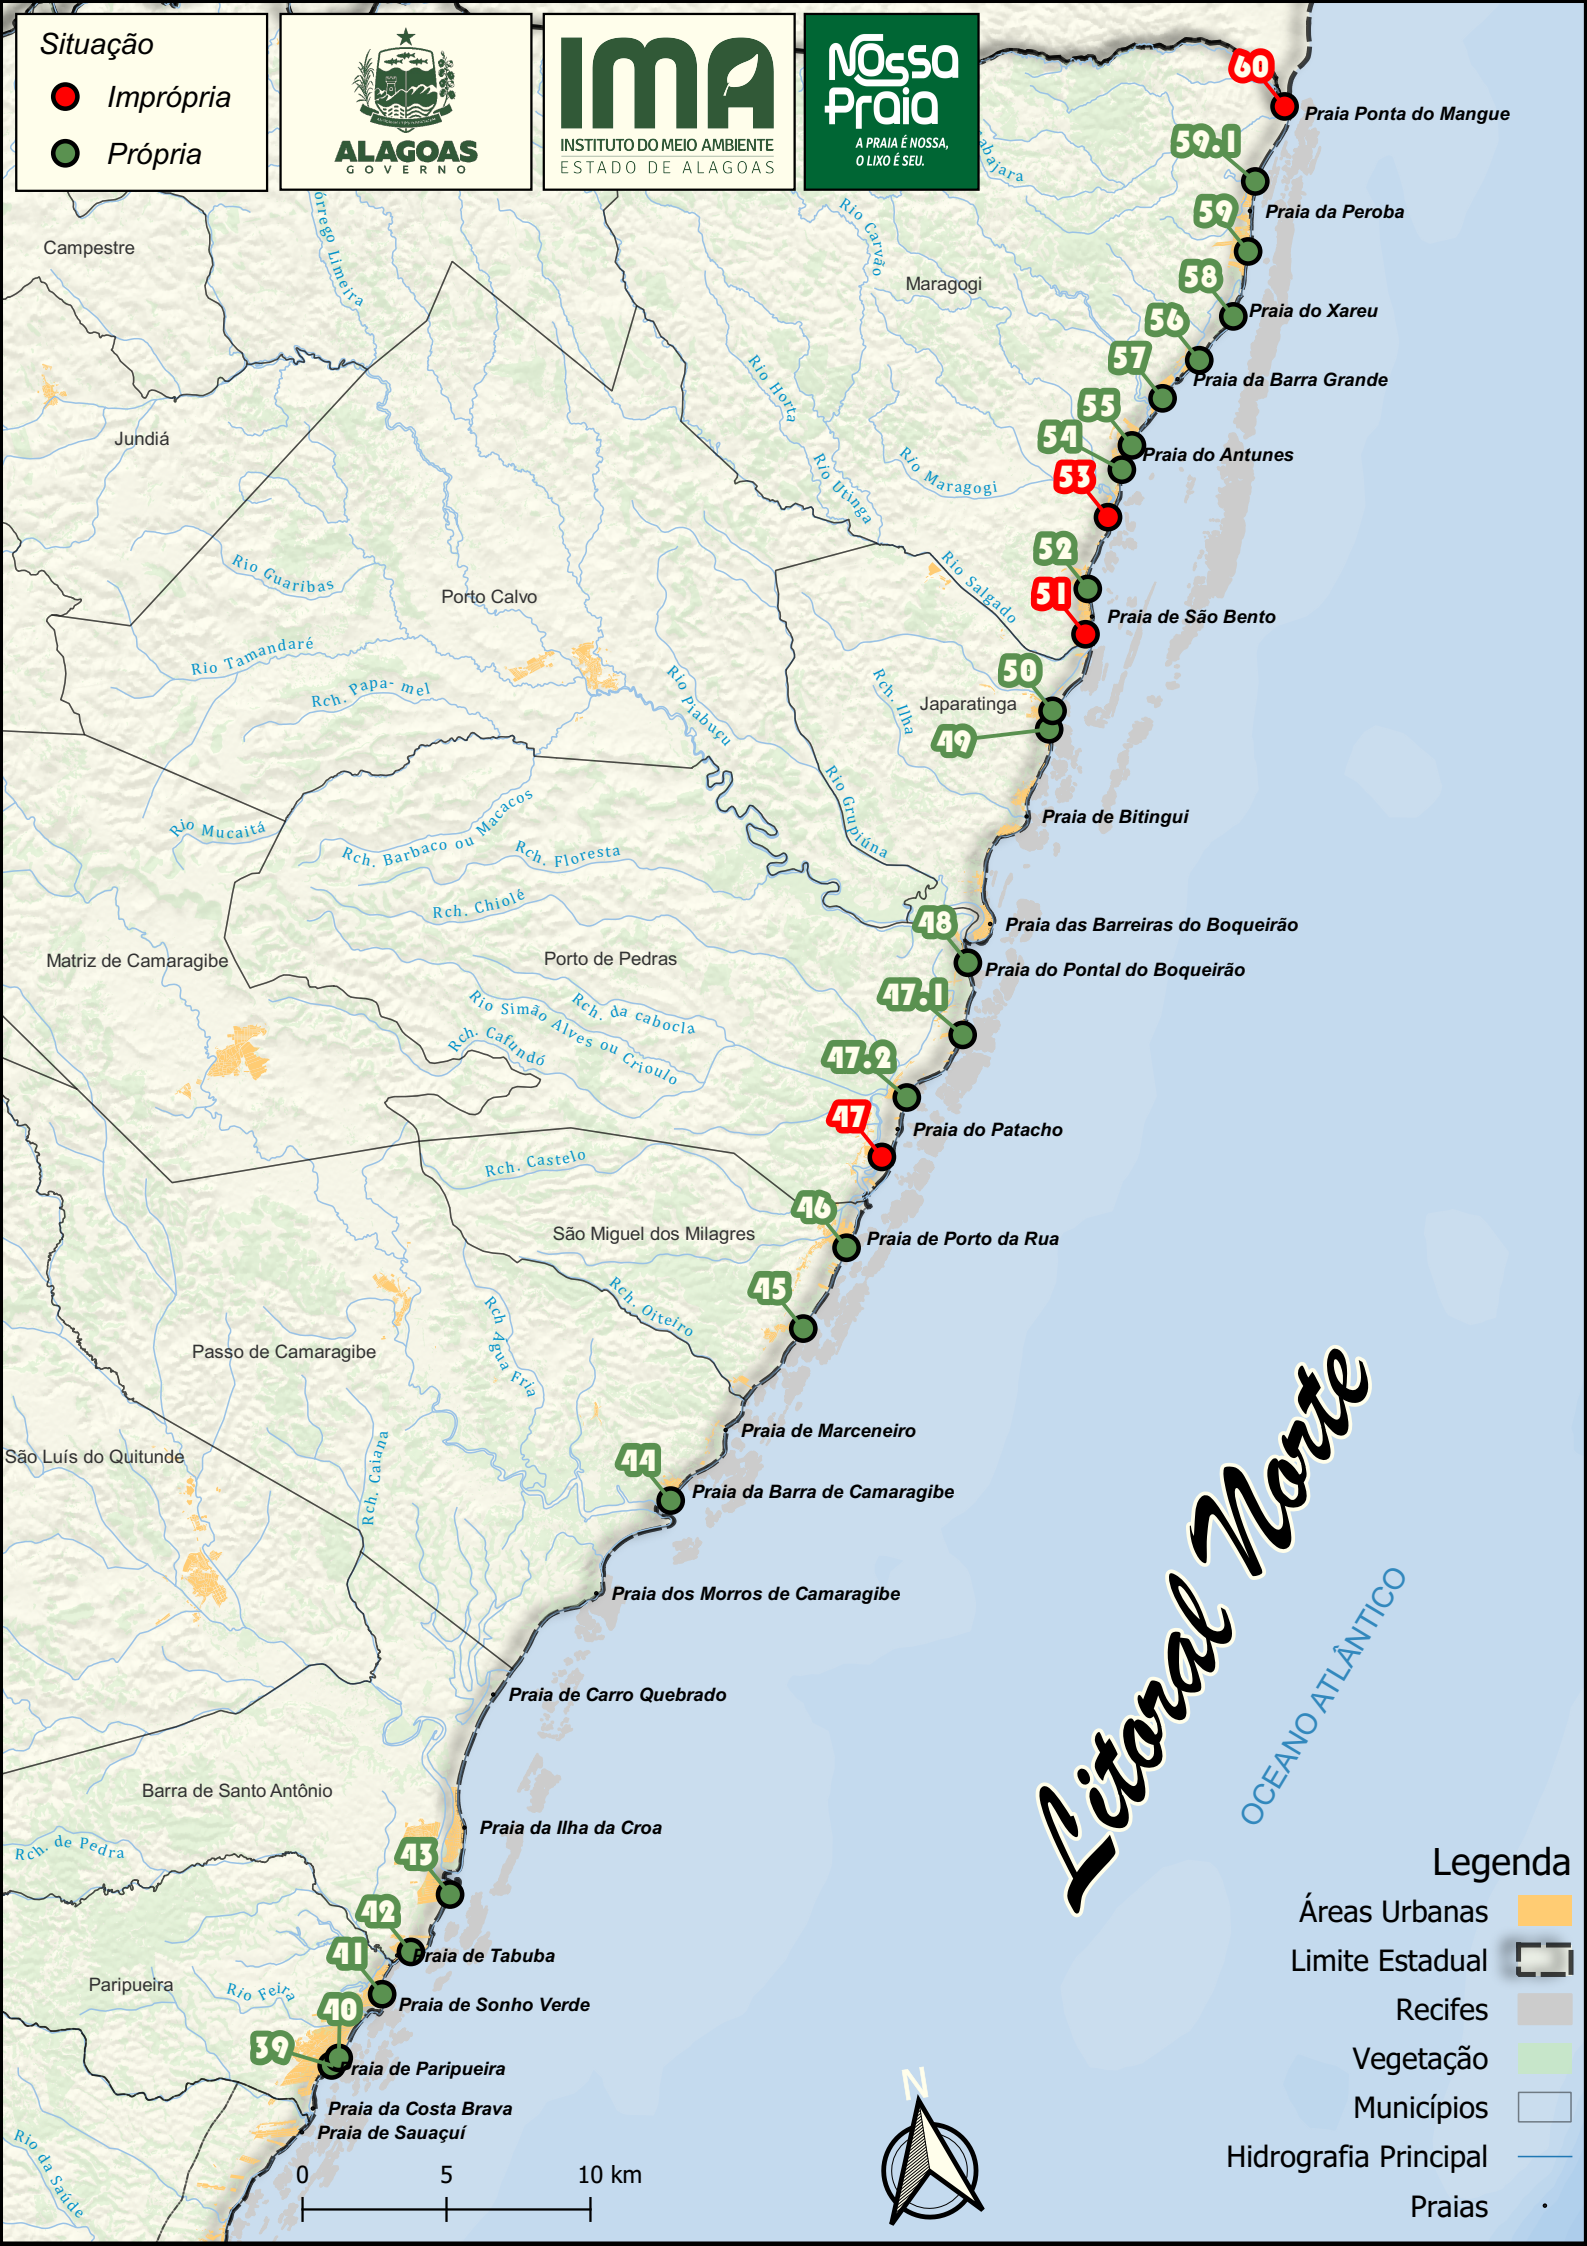 Situação
Imprópria
Própria
ALAGOAS
GOVERNO
IMA
INSTITUTO DO MEIO AMBIENTE
ESTADO DE ALAGOAS
Nossa
Praia
A PRAIA É NOSSA,
O LIXO É SEU.
60
Praia Ponta do Mangue
59.1
59
Praia da Peroba
Rio Carvão
Campestre
Maragogi
58
Praia do Xareu
56
57
Praia da Barra Grande
Rio Horta
55
54
Jundiá
Praia do Antunes
53
Rio Maragogi
Rio Utinga
52
Rio Guaribas
Rio Salgado
51
Porto Calvo
Praia de São Bento
Rio Tamandaré
50
Rch. Papa- mel
Rio Piabuçu
Rch. Ilha
Japaratinga
49
Rio Grupiúna
Praia de Bitingui
Rio Mucaitá
Rch. Barbaco ou Macacos
Rch. Floresta
Rch. Chiolé
48
Praia das Barreiras do Boqueirão
Matriz de Camaragibe
Porto de Pedras
Praia do Pontal do Boqueirão
47.1
Rio Simão Alves ou Crioulo
Rch. da cabocla
Rch. Cafundó
47.2
47
Praia do Patacho
Rch. Castelo
46
São Miguel dos Milagres
Praia de Porto da Rua
45
Rch. Oiteiro
Rch Água Fria
Passo de Camaragibe
Praia de Marceneiro
São Luís do Quitunde
Rch. Caiana
44
Praia da Barra de Camaragibe
Praia dos Morros de Camaragibe
Litoral Norte
OCEANO ATLÂNTICO
Praia de Carro Quebrado
Barra de Santo Antônio
Praia da Ilha da Croa
Rch. de Pedra
43
42
41
Praia de Tabuba
Paripueira
Rio Feira
40
Praia de Sonho Verde
39
Praia de Paripueira
Praia da Costa Brava
Praia de Sauaçuí
Rio da Saúde
0 5 10 km
N
Legenda
Áreas Urbanas
Limite Estadual
Recifes
Vegetação
Municípios
Hidrografia Principal
Praias